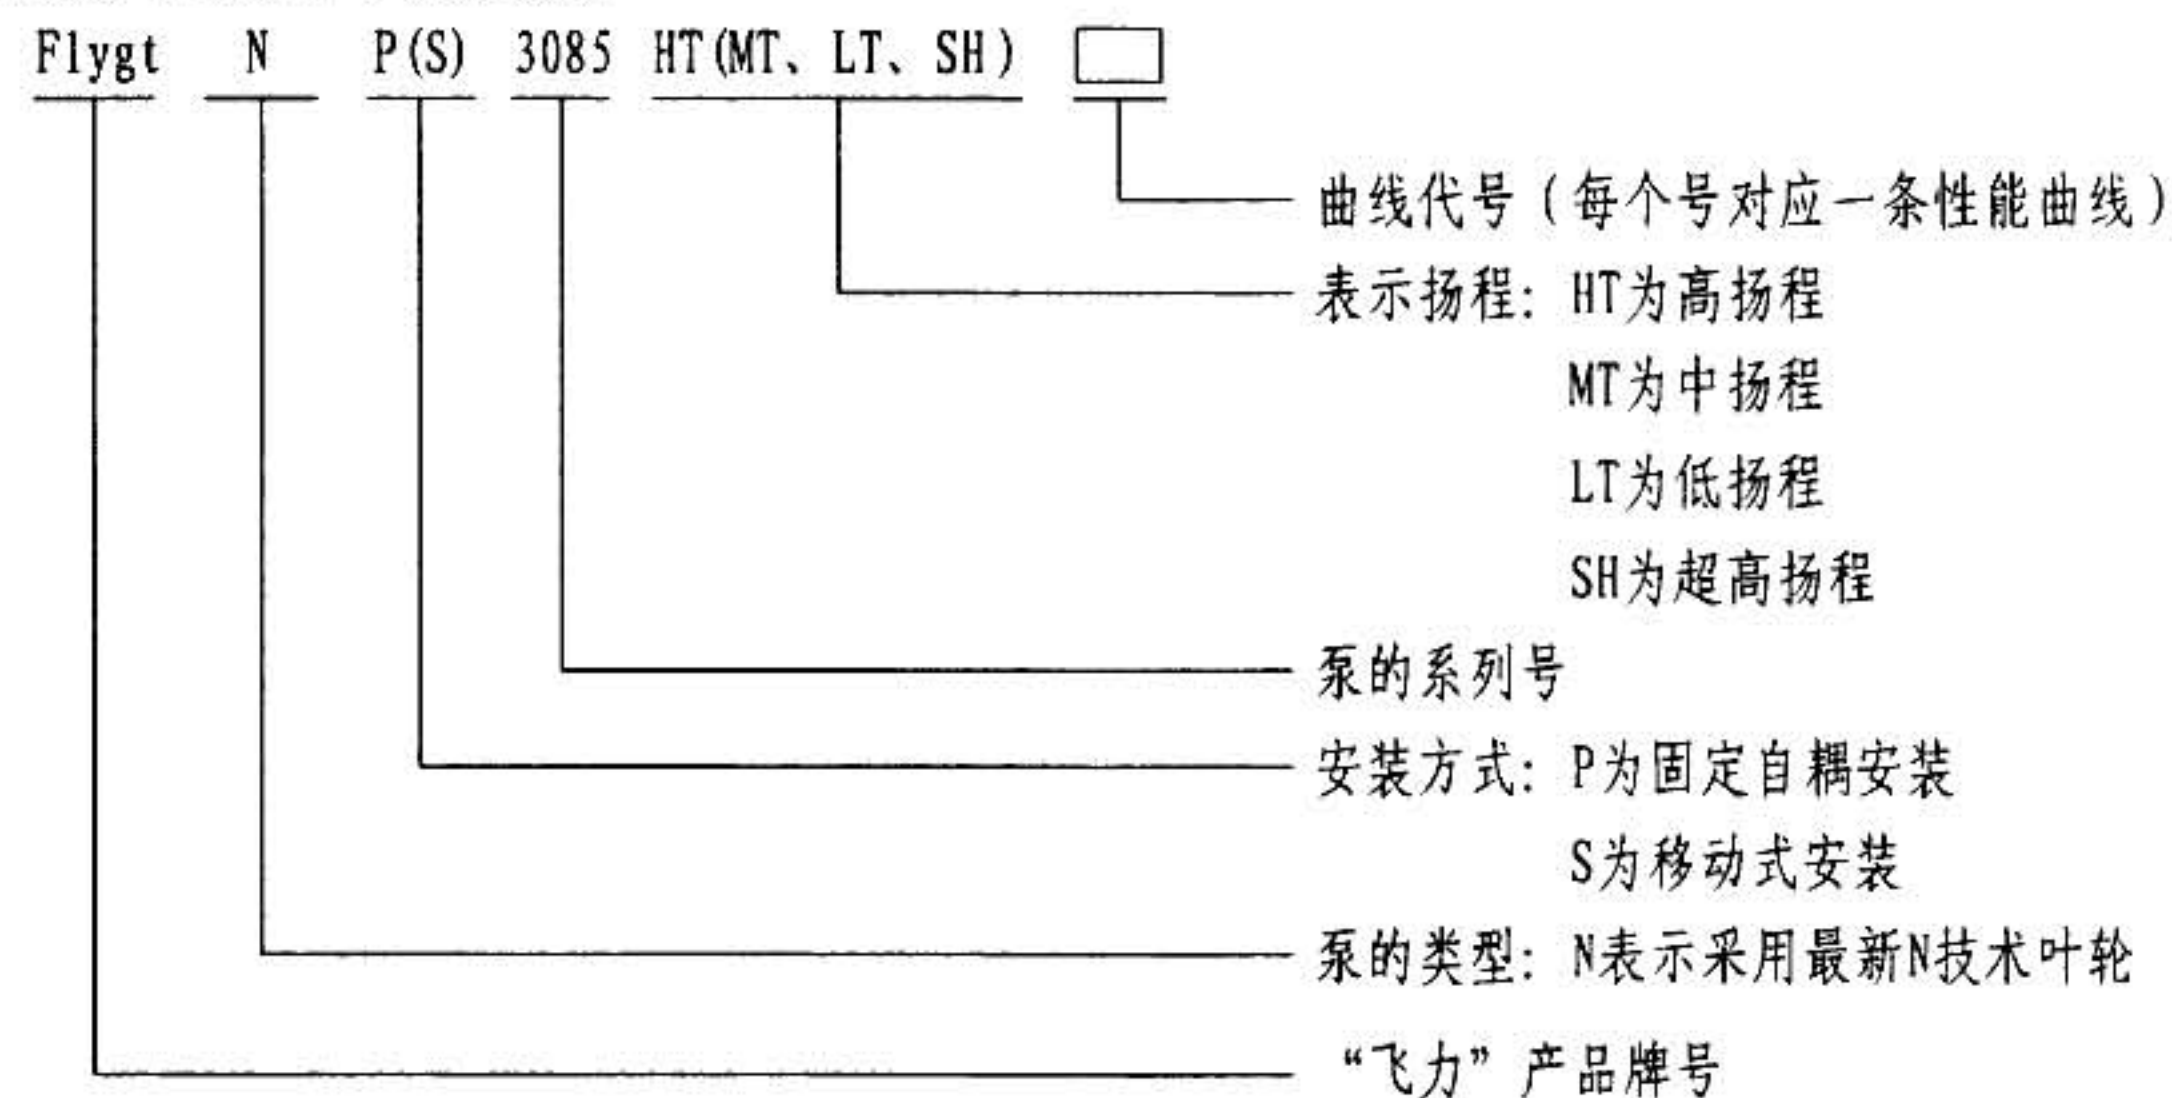 Flygt N P(S) 3085 HT(MT、LT、SH) □
曲线代号（每个号对应一条性能曲线）
表示扬程：HT为高扬程
MT为中扬程
LT为低扬程
SH为超高扬程
泵的系列号
安装方式：P为固定自耦安装
S为移动式安装
泵的类型：N表示采用最新N技术叶轮
“飞力”产品牌号